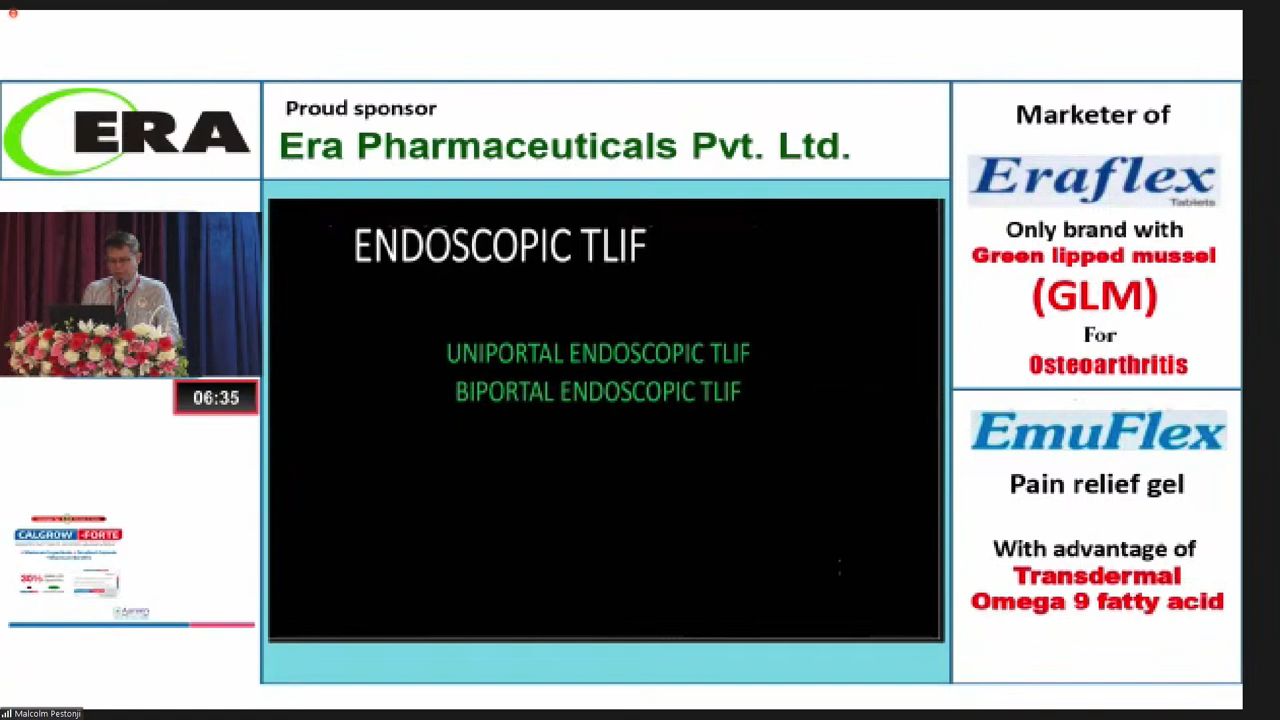 ERA
Proud sponsor
Era Pharmaceuticals Pvt. Ltd.
ENDOSCOPIC TLIF
UNIPORTAL ENDOSCOPIC TLIF
BIPORTAL ENDOSCOPIC TLIF
06:35
CALGROW -FORTE
30%
Marketer of
Eraflex
Tablets
Only brand with
Green lipped mussel
(GLM)
For
Osteoarthritis
EmuFlex
Pain relief gel
With advantage of
Transdermal
Omega 9 fatty acid
Malcolm Pestonji